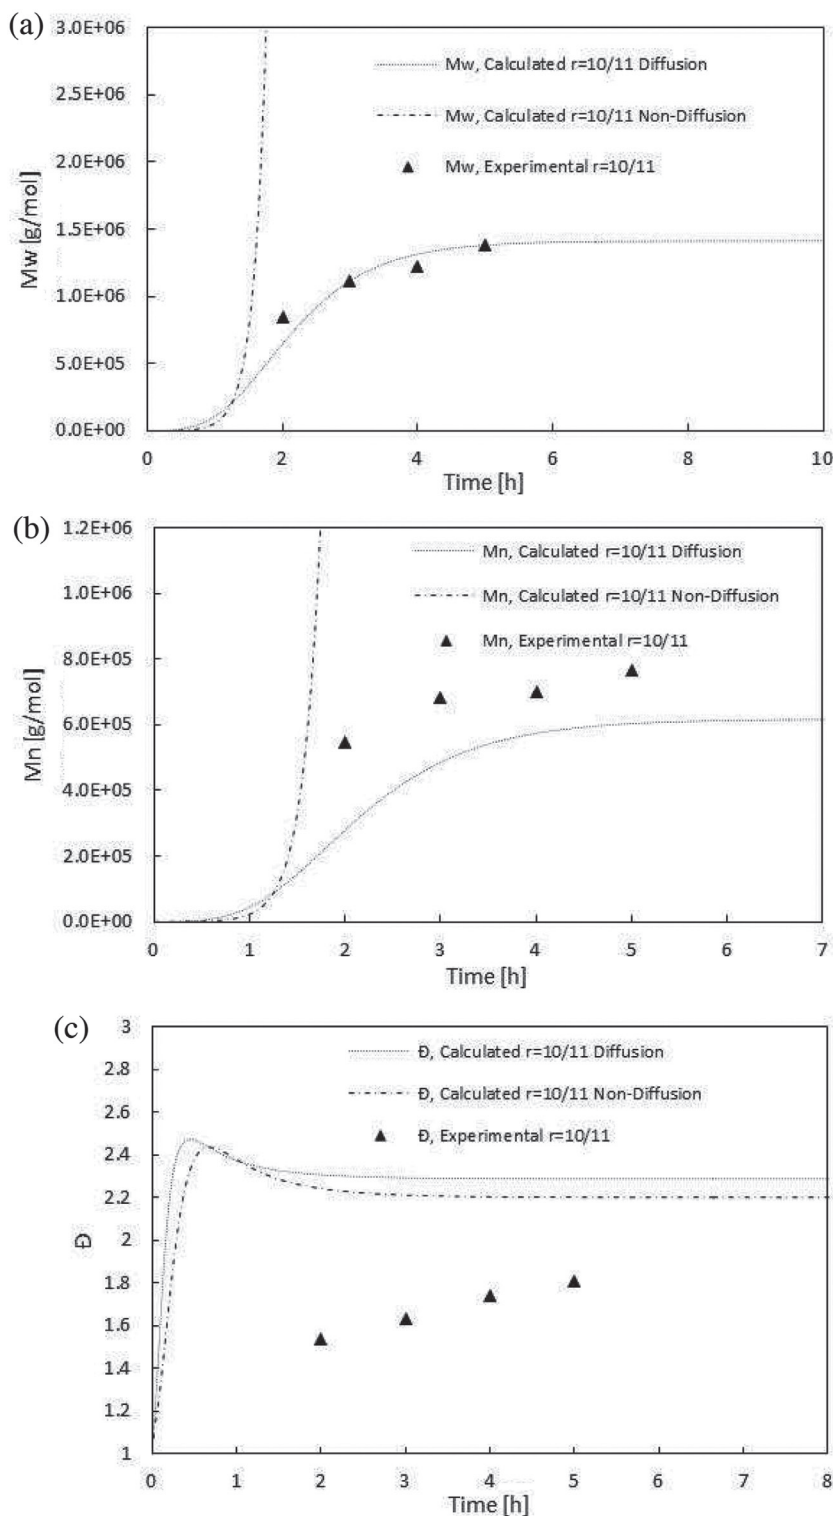 (a)
3.0E+06
2.5E+06
2.0E+06
1.5E+06
1.0E+06
5.0E+05
0.0E+00
Mw [g/mol]
Mw, Calculated r=10/11 Diffusion
Mw, Calculated r=10/11 Non-Diffusion
Mw, Experimental r=10/11
0 2 4 6 8 10
Time [h]
(b)
1.2E+06
1.0E+06
8.0E+05
6.0E+05
4.0E+05
2.0E+05
0.0E+00
Mn [g/mol]
Mn, Calculated r=10/11 Diffusion
Mn, Calculated r=10/11 Non-Diffusion
Mn, Experimental r=10/11
0 1 2 3 4 5 6 7
Time [h]
(c)
3
2.8
2.6
2.4
2.2
2
1.8
1.6
1.4
1.2
1
Đ
Đ, Calculated r=10/11 Diffusion
Đ, Calculated r=10/11 Non-Diffusion
Đ, Experimental r=10/11
0 1 2 3 4 5 6 7 8
Time [h]